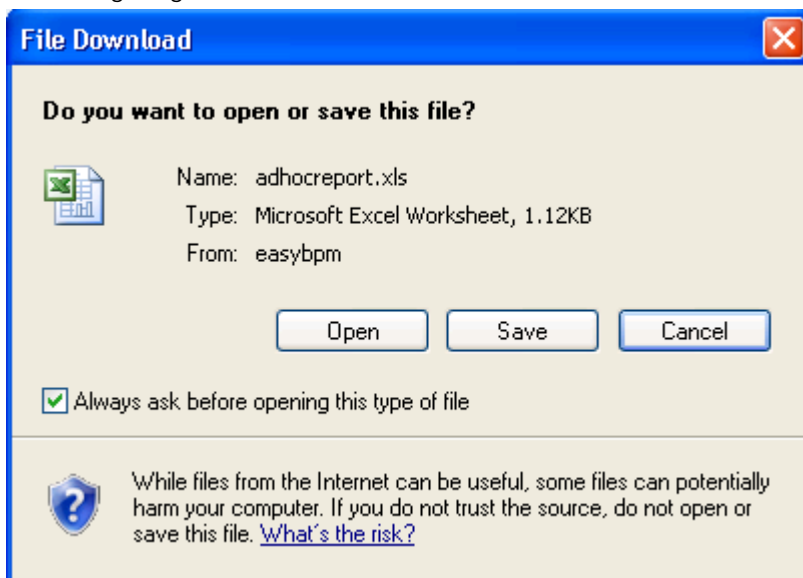 File Download
Do you want to open or save this file?
Name: adhocreport.xls
Type: Microsoft Excel Worksheet, 1.12KB
From: easybpm
Open Save Cancel
Always ask before opening this type of file
While files from the Internet can be useful, some files can potentially
harm your computer. If you do not trust the source, do not open or
save this file. What's the risk?